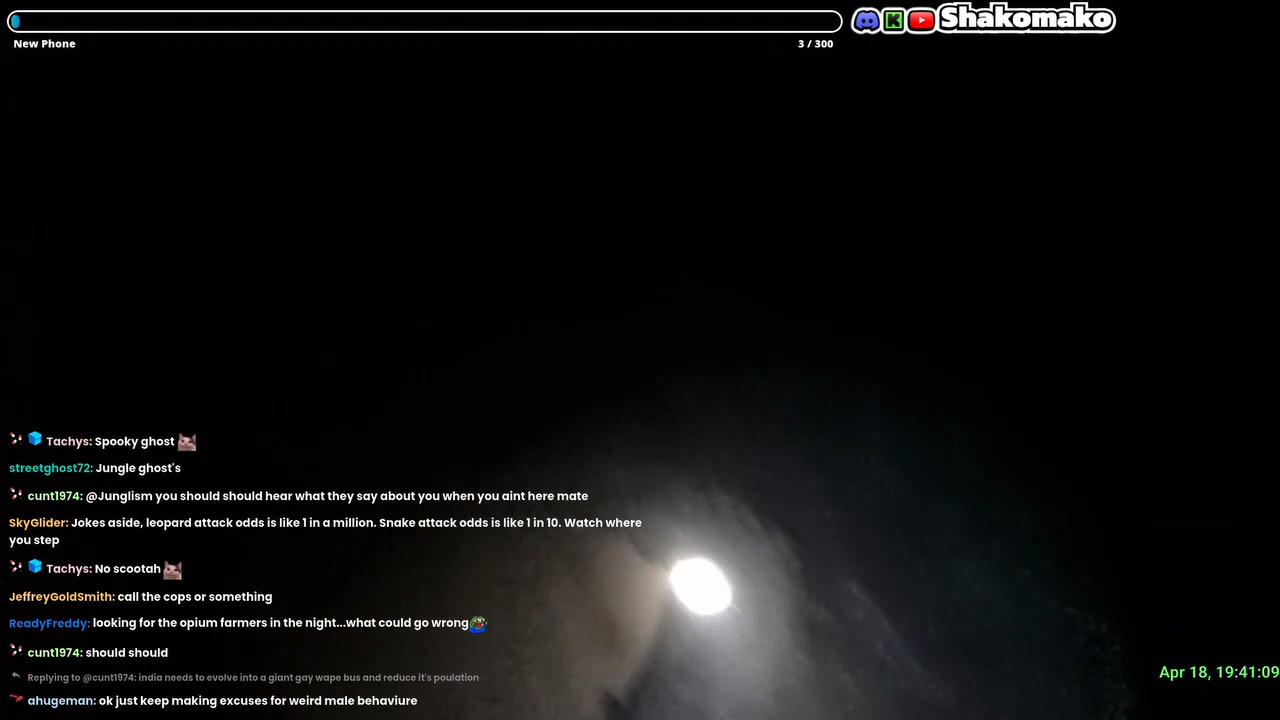 Shakomako
New Phone
3 / 300
Tachys: Spooky ghost
streetghost72: Jungle ghost's
cunt1974: @Junglism you should should hear what they say about you when you aint here mate
SkyGlider: Jokes aside, leopard attack odds is like 1 in a million. Snake attack odds is like 1 in 10. Watch where
you step
Tachys: No scootah
JeffreyGoldSmith: call the cops or something
ReadyFreddy: looking for the opium farmers in the night...what could go wrong
cunt1974: should should
Replying to @cunt1974: india needs to evolve into a giant gay wape bus and reduce it's poulation
Apr 18, 19:41:09
ahugeman: ok just keep making excuses for weird male behaviure